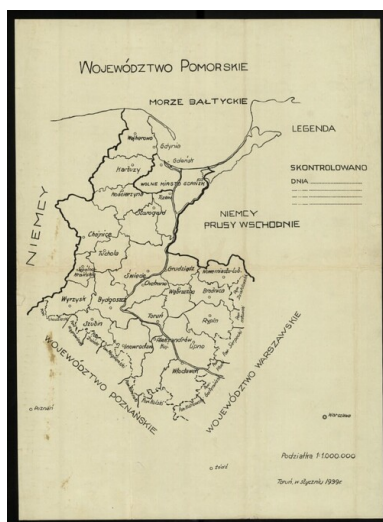 WOJEWÓDZTWO POMORSKIE
MORZE BAŁTYCKIE
LEGENDA
SKONTROLOWANO
DNIA
NIEMCY
PRUSY WSCHODNIE
NIEMCY
Wejherowo
Gdynia
Gdańsk
Kartuzy
WOLNE MIASTO GDAŃSK
Kościerzyna
Tczew
Starogard
Chojnice
Tuchola
Świecie
Grudziądz
Chełmno
Wąbrzeźno
Brodnica
Wyrzysk
Bydgoszcz
Toruń
Rypin
Szubin
Inowrocław
Aleksandrów
Lipno
Włocławek
WOJEWÓDZTWO POZNAŃSKIE
WOJEWÓDZTWO WARSZAWSKIE
Poznań
Warszawa
Łódź
Podziałka 1:1.000.000
Toruń, w styczniu 1939r.